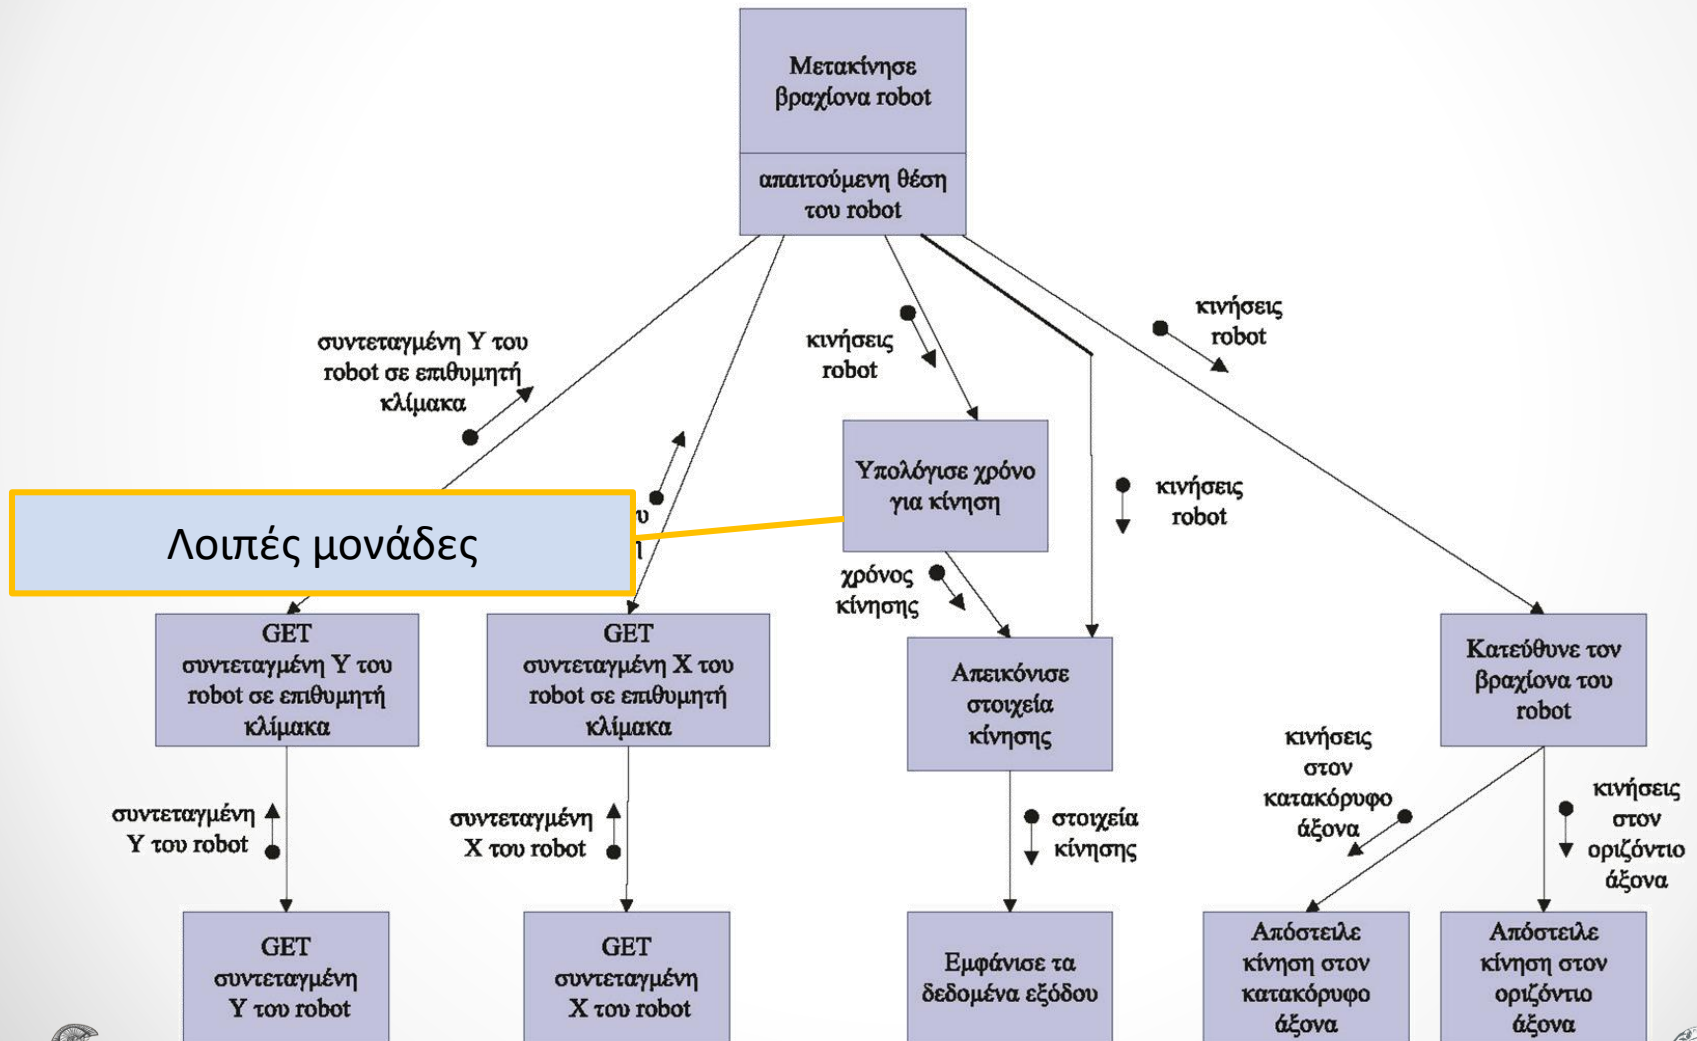 Μετακίνησε
βραχίονα robot
απαιτούμενη θέση
του robot
συντεταγμένη Υ του
robot σε επιθυμητή
κλίμακα
κινήσεις
robot
κινήσεις
robot
Υπολόγισε χρόνο
για κίνηση
κινήσεις
robot
Λοιπές μονάδες
χρόνος
κίνησης
GET
συντεταγμένη Υ του
robot σε επιθυμητή
κλίμακα
GET
συντεταγμένη Χ του
robot σε επιθυμητή
κλίμακα
Απεικόνισε
στοιχεία
κίνησης
Κατεύθυνε τον
βραχίονα του
robot
συντεταγμένη
Υ του robot
συντεταγμένη
Χ του robot
στοιχεία
κίνησης
κινήσεις
στον
κατακόρυφο
άξονα
κινήσεις
στον
οριζόντιο
άξονα
GET
συντεταγμένη
Υ του robot
GET
συντεταγμένη
Χ του robot
Εμφάνισε τα
δεδομένα εξόδου
Απόστειλε
κίνηση στον
κατακόρυφο
άξονα
Απόστειλε
κίνηση στον
οριζόντιο
άξονα